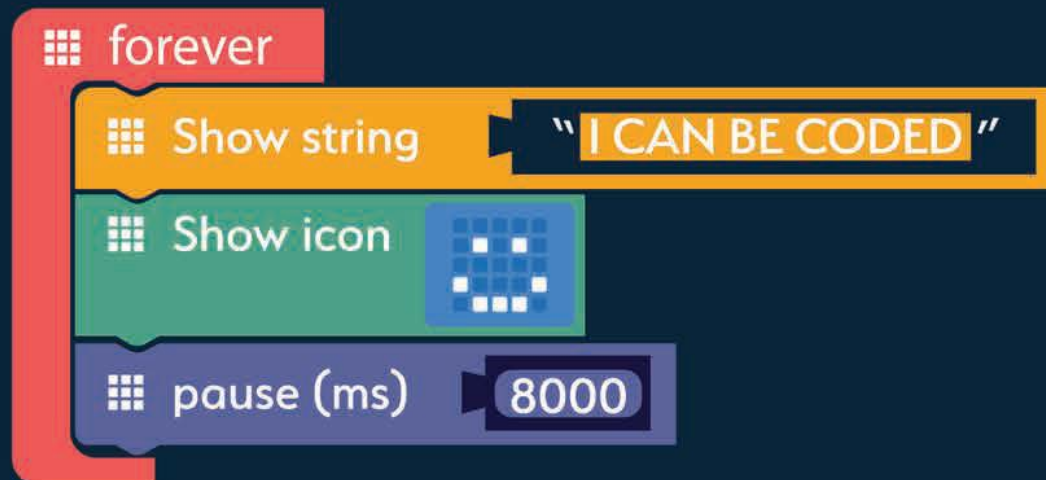 forever
Show string “ I CAN BE CODED ”
Show icon
pause (ms) 8000